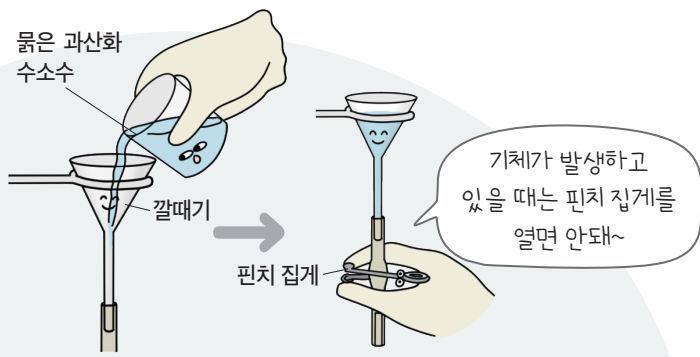 묽은 과산화
수소수
깔때기
핀치 집게
기체가 발생하고
있을 때는 핀치 집게를
열면 안돼~